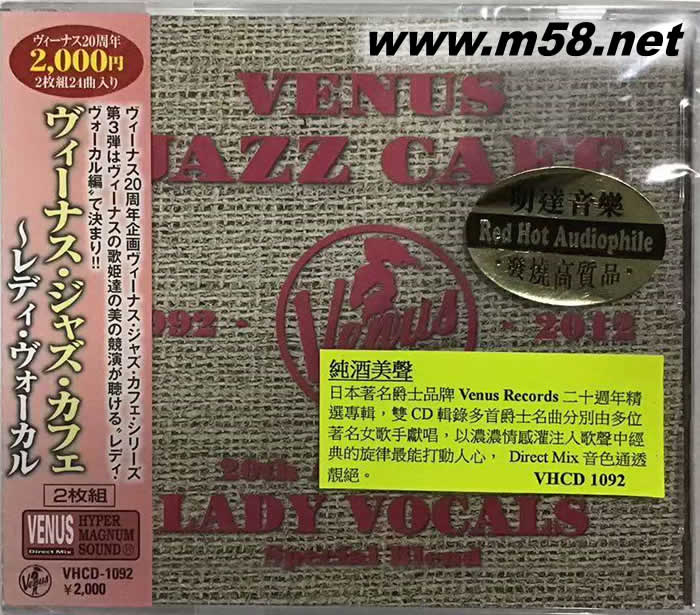 www.m58.net
ヴィーナス20周年
2,000円
2枚組24曲入り
ヴィーナス20周年企画ヴィーナス・ジャズ・カフェ・シリーズ
第3弾はヴィーナスの歌姫達の美の競演が聴ける“レディ・
ヴォーカル編”で決まり!!
ヴィーナス・ジャズ・カフェ
〜レディ・ヴォーカル
2枚組
VENUS
Direct Mix
HYPER
MAGNUM
SOUND
Venus
VHCD-1092
¥2,000
VENUS
JAZZ CAFE
明達音樂
Red Hot Audiophile
·發燒高質品·
Venus
1992 - - 2012
純酒美聲
日本著名爵士品牌 Venus Records 二十週年精
選專輯,雙 CD 輯錄多首爵士名曲分別由多位
著名女歌手獻唱,以濃濃情感灌注入歌聲中經
典的旋律最能打動人心, Direct Mix 音色通透
靚絕。
VHCD 1092
20th
LADY VOCALS
Special Blend